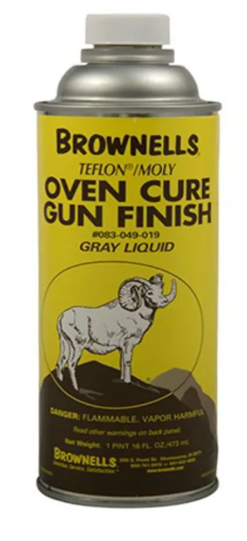 BROWNELLS
TEFLON®/MOLY
OVEN CURE
GUN FINISH
#083-049-019
GRAY LIQUID
DANGER: FLAMMABLE. VAPOR HARMFUL
Read other warnings on back panel.
Net Weight: 1 PINT 16 FL. OZ./473 mL
BROWNELLS